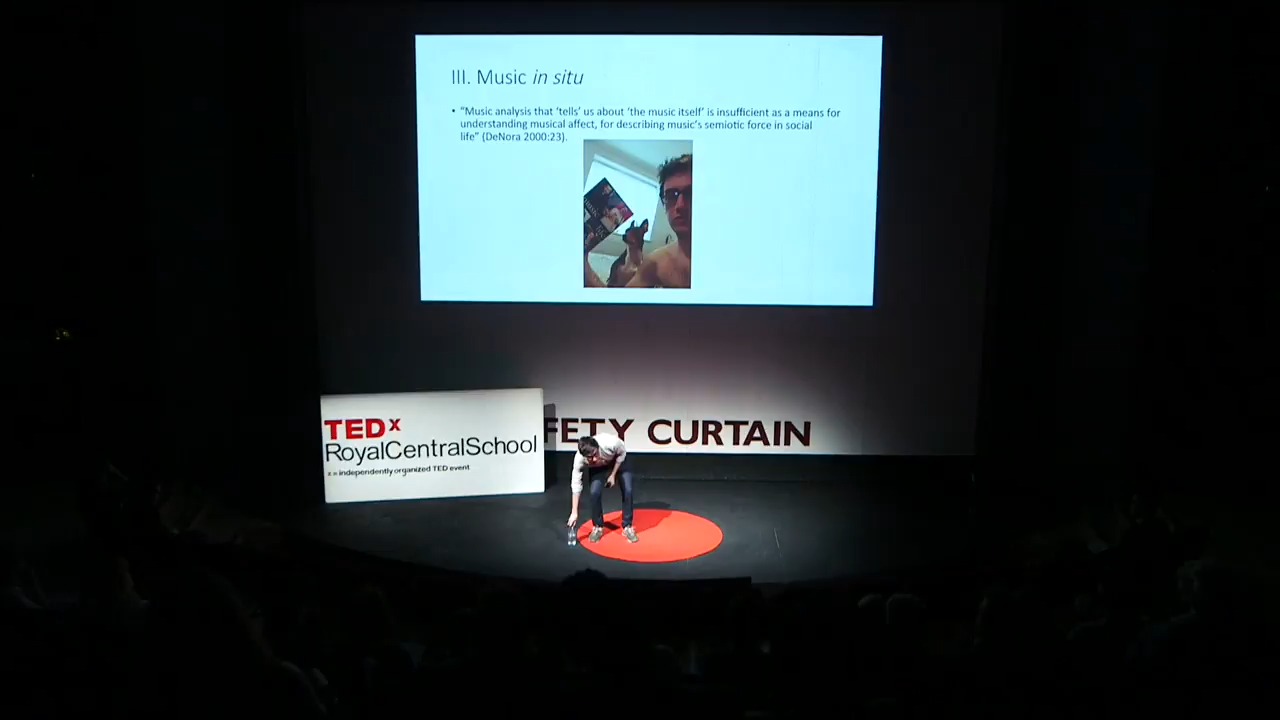 III. Music in situ
• "Music analysis that 'tells' us about 'the music itself' is insufficient as a means for
understanding musical affect, for describing music's semiotic force in social
life" (DeNora 2000:23).
TEDx
RoyalCentralSchool
x = independently organized TED event
FETY CURTAIN